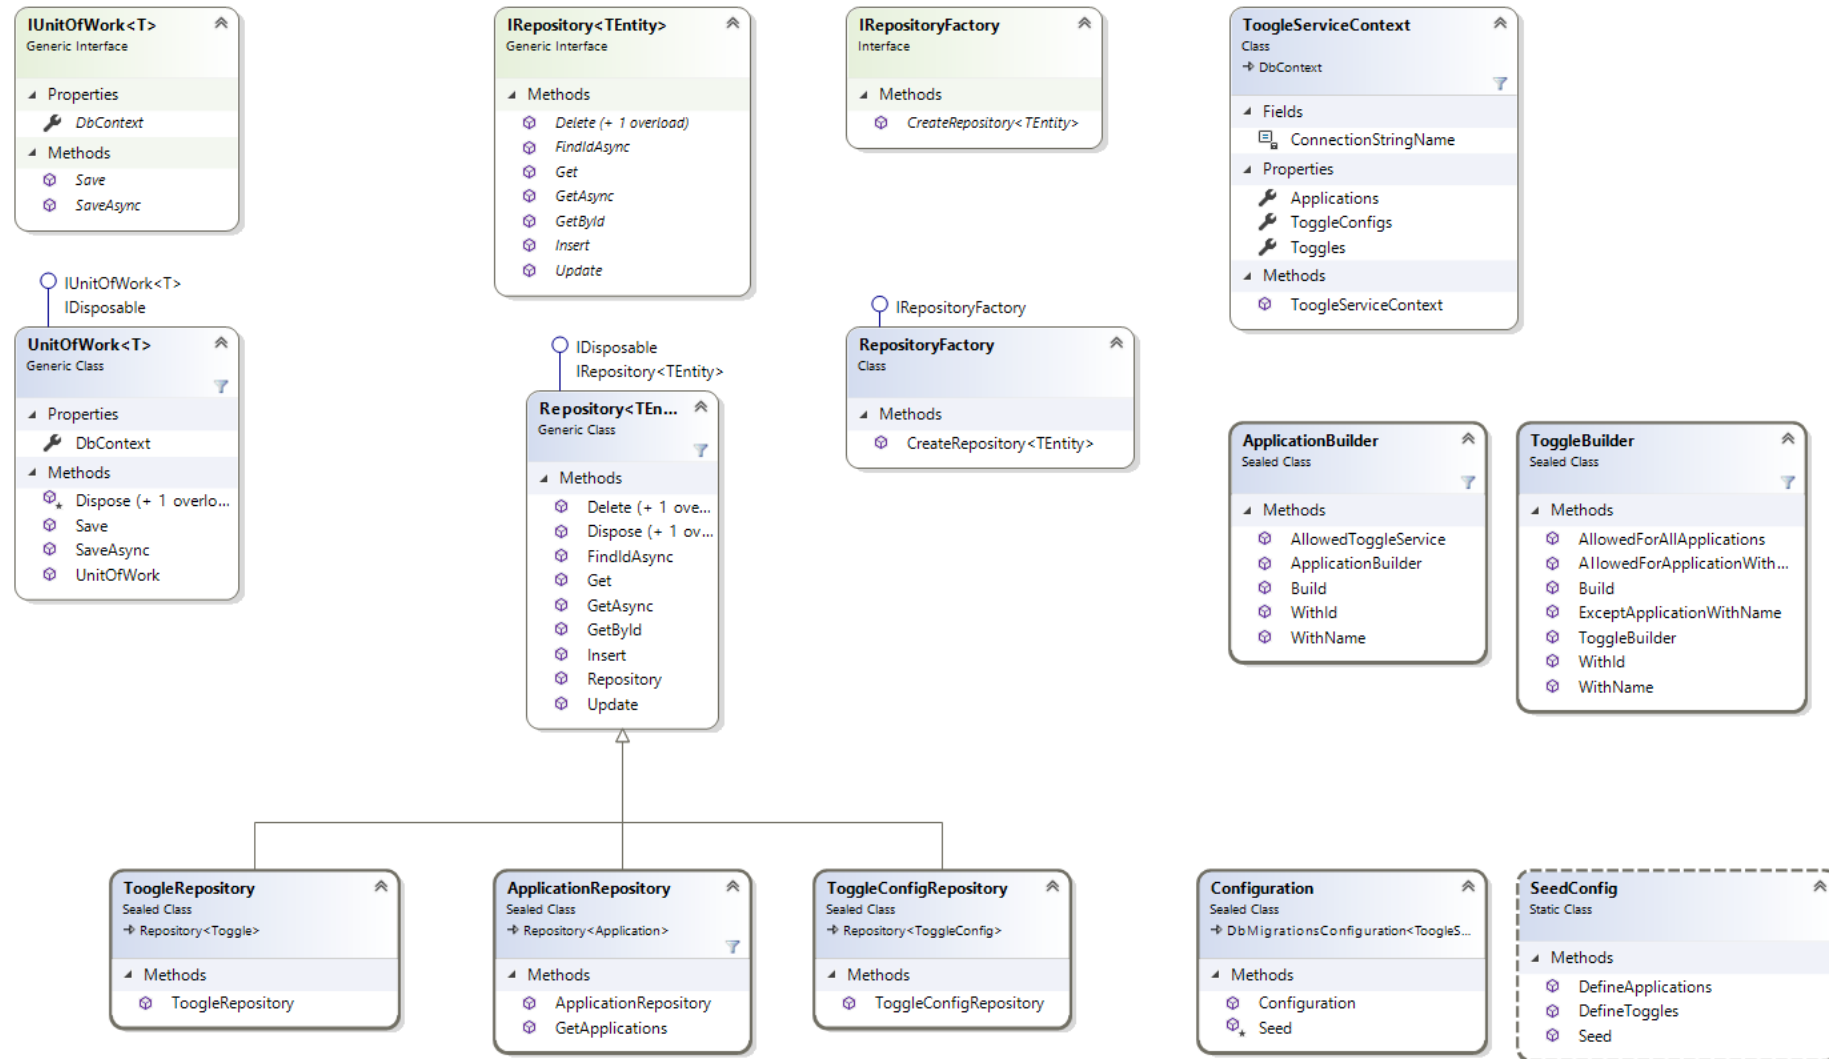 IUnitOfWork<T>
Generic Interface
Properties
DbContext
Methods
Save
SaveAsync
IRepository<TEntity>
Generic Interface
Methods
Delete (+ 1 overload)
FindIdAsync
Get
GetAsync
GetById
Insert
Update
IRepositoryFactory
Interface
Methods
CreateRepository<TEntity>
ToogleServiceContext
Class
DbContext
Fields
ConnectionStringName
Properties
Applications
ToggleConfigs
Toggles
Methods
ToogleServiceContext
IUnitOfWork<T>
IDisposable
UnitOfWork<T>
Generic Class
Properties
DbContext
Methods
Dispose (+ 1 overlo...
Save
SaveAsync
UnitOfWork
IDisposable
IRepository<TEntity>
Repository<TEn...
Generic Class
Methods
Delete (+ 1 ove...
Dispose (+ 1 ov...
FindIdAsync
Get
GetAsync
GetById
Insert
Repository
Update
IRepositoryFactory
RepositoryFactory
Class
Methods
CreateRepository<TEntity>
ApplicationBuilder
Sealed Class
Methods
AllowedToggleService
ApplicationBuilder
Build
WithId
WithName
ToggleBuilder
Sealed Class
Methods
AllowedForAllApplications
AllowedForApplicationWith...
Build
ExceptApplicationWithName
ToggleBuilder
WithId
WithName
ToogleRepository
Sealed Class
Repository<Toggle>
Methods
ToogleRepository
ApplicationRepository
Sealed Class
Repository<Application>
Methods
ApplicationRepository
GetApplications
ToggleConfigRepository
Sealed Class
Repository<ToggleConfig>
Methods
ToggleConfigRepository
Configuration
Sealed Class
DbMigrationsConfiguration<ToogleS...
Methods
Configuration
Seed
SeedConfig
Static Class
Methods
DefineApplications
DefineToggles
Seed